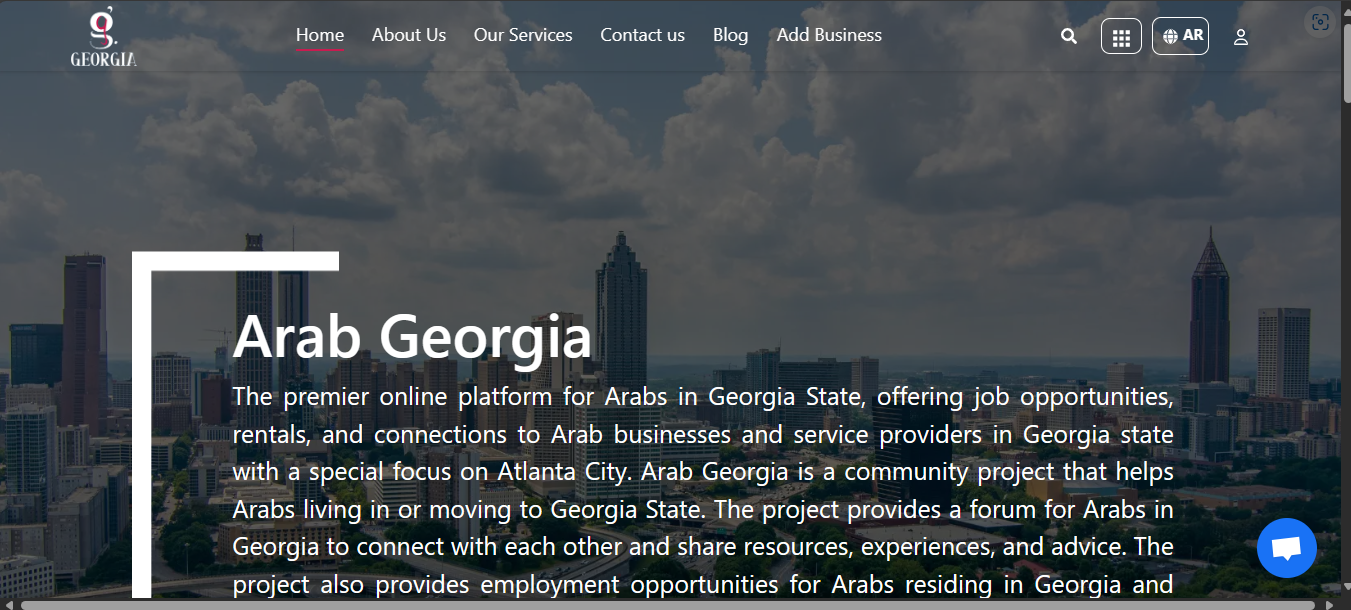 g.
GEORGIA
Home
About Us
Our Services
Contact us
Blog
Add Business
AR
Arab Georgia
The premier online platform for Arabs in Georgia State, offering job opportunities,
rentals, and connections to Arab businesses and service providers in Georgia state
with a special focus on Atlanta City. Arab Georgia is a community project that helps
Arabs living in or moving to Georgia State. The project provides a forum for Arabs in
Georgia to connect with each other and share resources, experiences, and advice. The
project also provides employment opportunities for Arabs residing in Georgia and